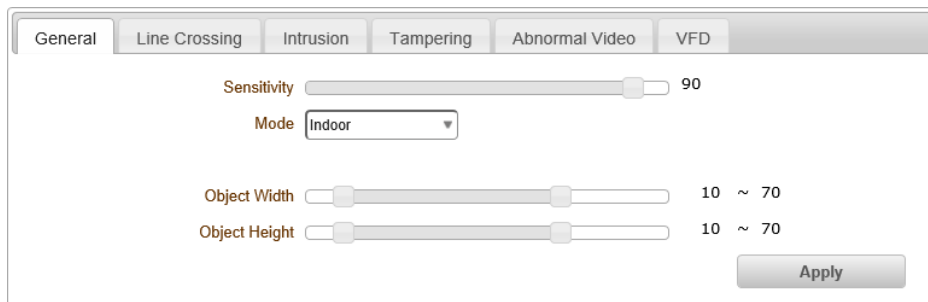 General Line Crossing Intrusion Tampering Abnormal Video VFD
Sensitivity 90
Mode Indoor
Object Width 10 ~ 70
Object Height 10 ~ 70
Apply